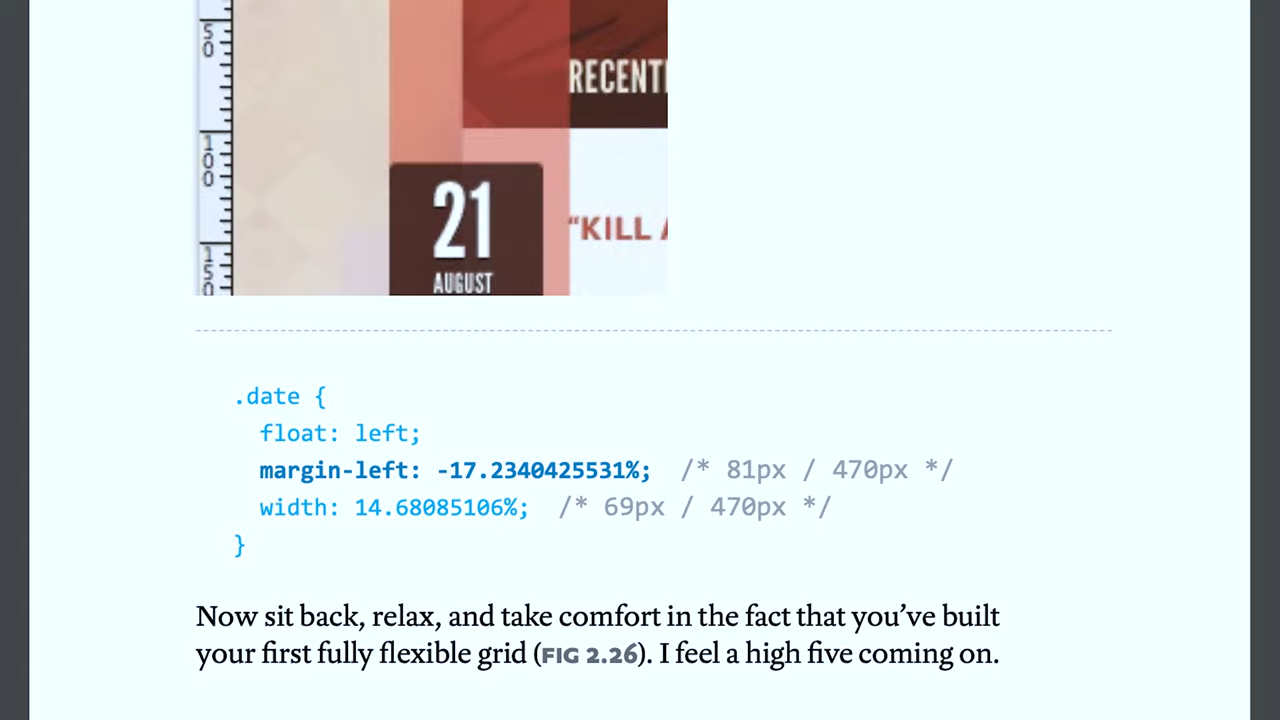 50
RECENT
100
21
"KILL
150
AUGUST
.date {
float: left;
margin-left: -17.2340425531%; /* 81px / 470px */
width: 14.68085106%; /* 69px / 470px */
}
Now sit back, relax, and take comfort in the fact that you’ve built
your first fully flexible grid (FIG 2.26). I feel a high five coming on.